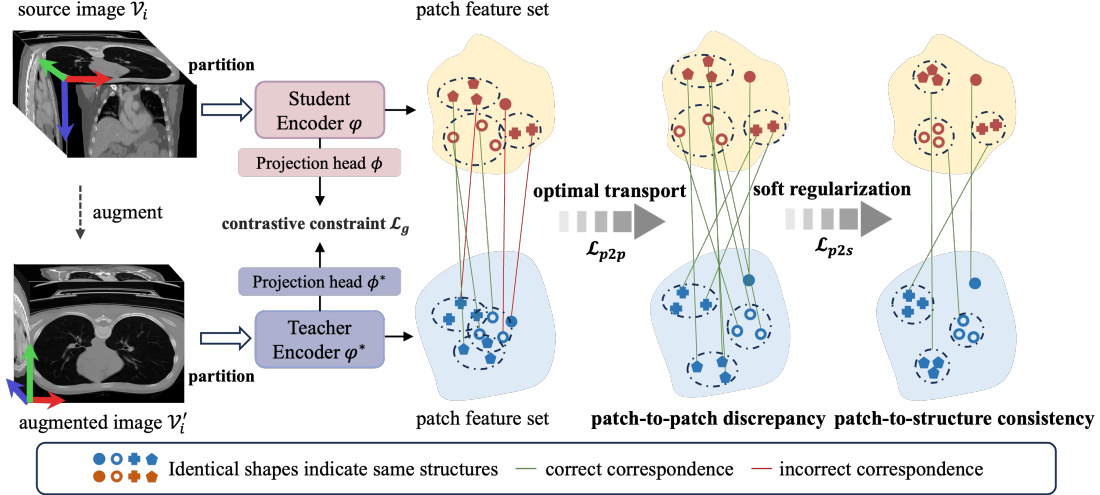 source image 𝒱ᵢ
patch feature set
partition
Student
Encoder φ
Projection head ϕ
augment
contrastive constraint ℒ_g
Projection head ϕ*
Teacher
Encoder φ*
partition
augmented image 𝒱ᵢ′
patch feature set
optimal transport
ℒ_p2p
soft regularization
ℒ_p2s
patch-to-patch discrepancy
patch-to-structure consistency
Identical shapes indicate same structures
correct correspondence
incorrect correspondence